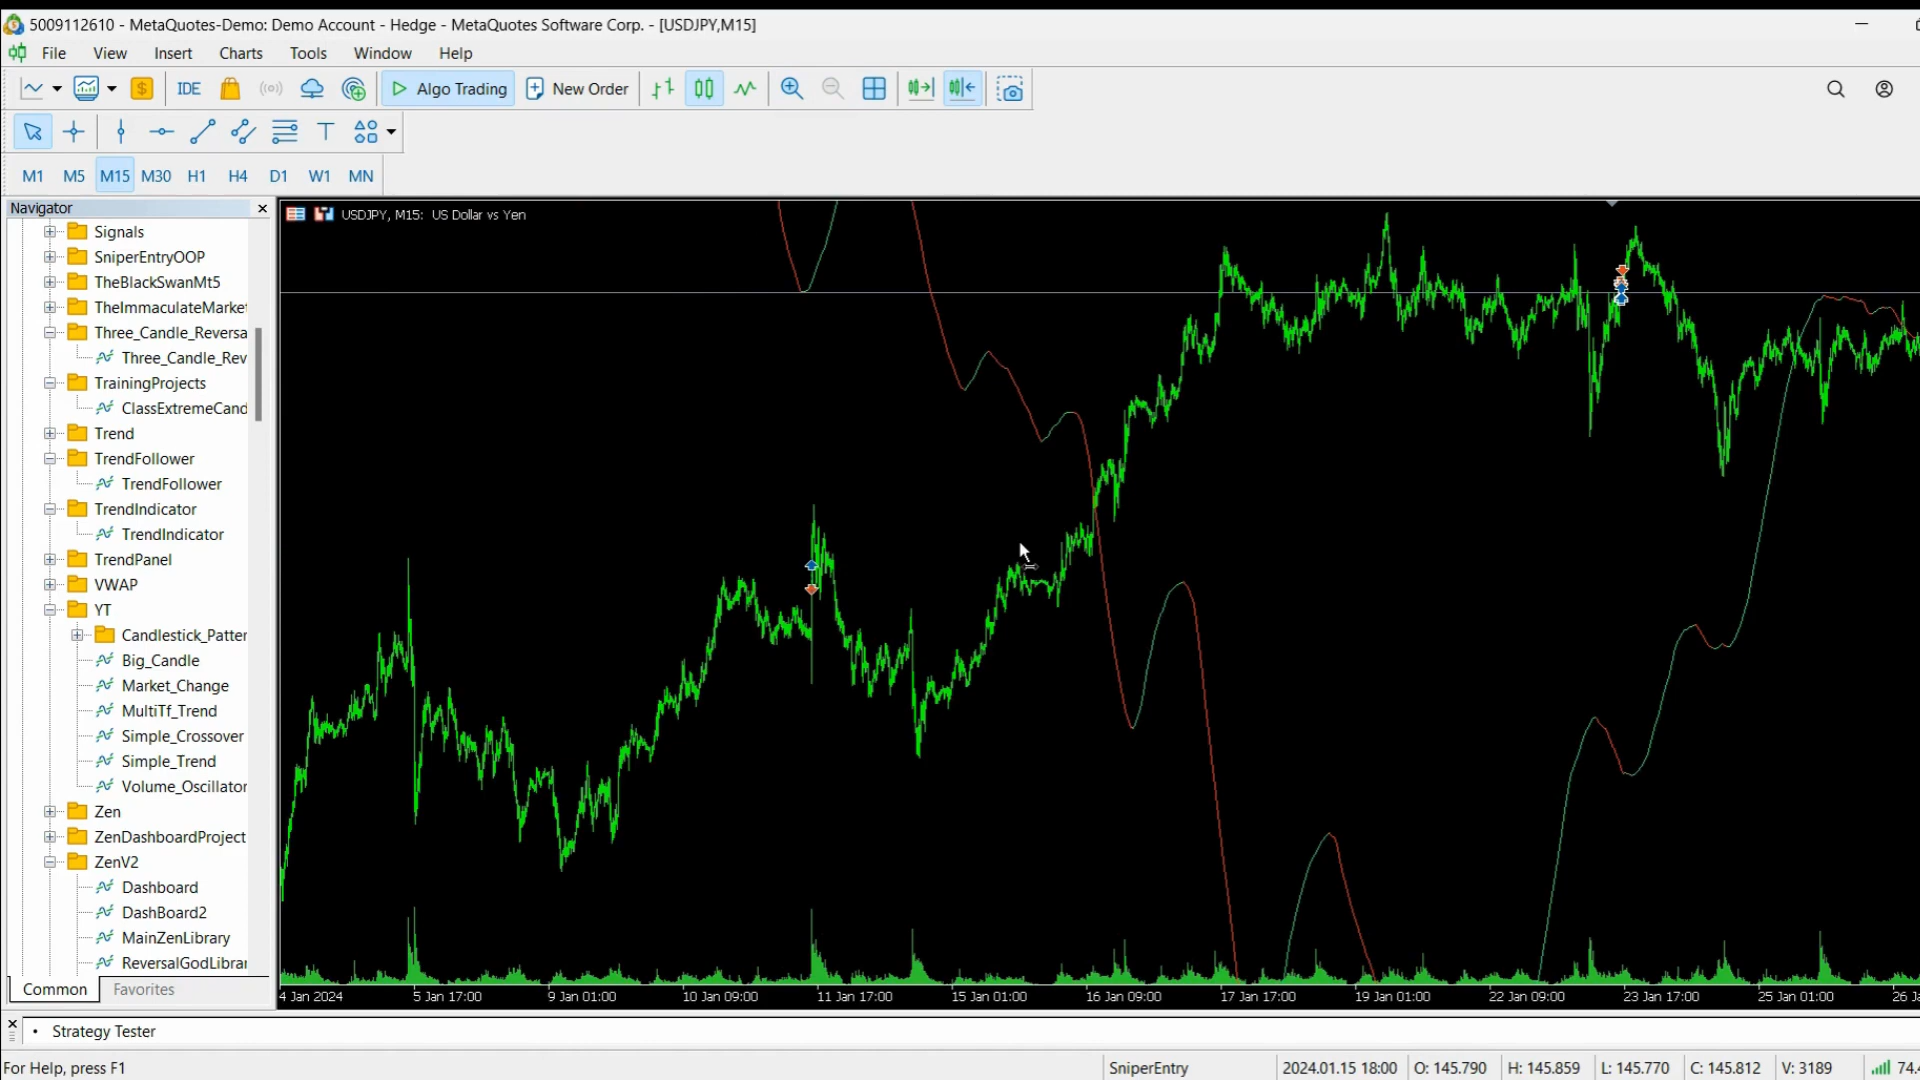 5009112610 - MetaQuotes-Demo: Demo Account - Hedge - MetaQuotes Software Corp. - [USDJPY,M15]
File View Insert Charts Tools Window Help
IDE Algo Trading New Order
M1 M5 M15 M30 H1 H4 D1 W1 MN
Navigator
USDJPY, M15: US Dollar vs Yen
Signals
SniperEntryOOP
TheBlackSwanMt5
TheImmaculateMarket
Three_Candle_Reversa
Three_Candle_Rev
TrainingProjects
ClassExtremeCand
Trend
TrendFollower
TrendFollower
TrendIndicator
TrendIndicator
TrendPanel
VWAP
YT
Candlestick_Patter
Big_Candle
Market_Change
MultiTf_Trend
Simple_Crossover
Simple_Trend
Volume_Oscillator
Zen
ZenDashboardProject
ZenV2
Dashboard
DashBoard2
MainZenLibrary
ReversalGodLibrar
Common Favorites
4 Jan 2024 5 Jan 17:00 9 Jan 01:00 10 Jan 09:00 11 Jan 17:00 15 Jan 01:00 16 Jan 09:00 17 Jan 17:00 19 Jan 01:00 22 Jan 09:00 23 Jan 17:00 25 Jan 01:00 26 Ja
Strategy Tester
For Help, press F1 SniperEntry 2024.01.15 18:00 O: 145.790 H: 145.859 L: 145.770 C: 145.812 V: 3189 74.4